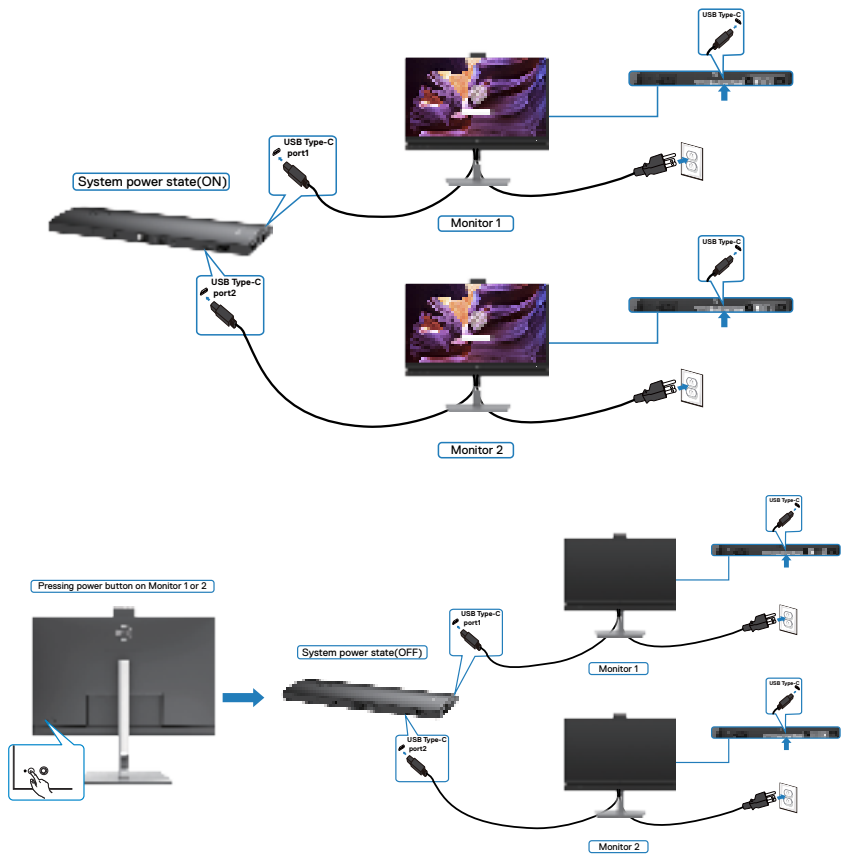 USB Type-C
USB Type-C
port1
System power state(ON)
Monitor 1
USB Type-C
USB Type-C
port2
Monitor 2
USB Type-C
Pressing power button on Monitor 1 or 2
USB Type-C
port1
System power state(OFF)
Monitor 1
USB Type-C
USB Type-C
port2
Monitor 2